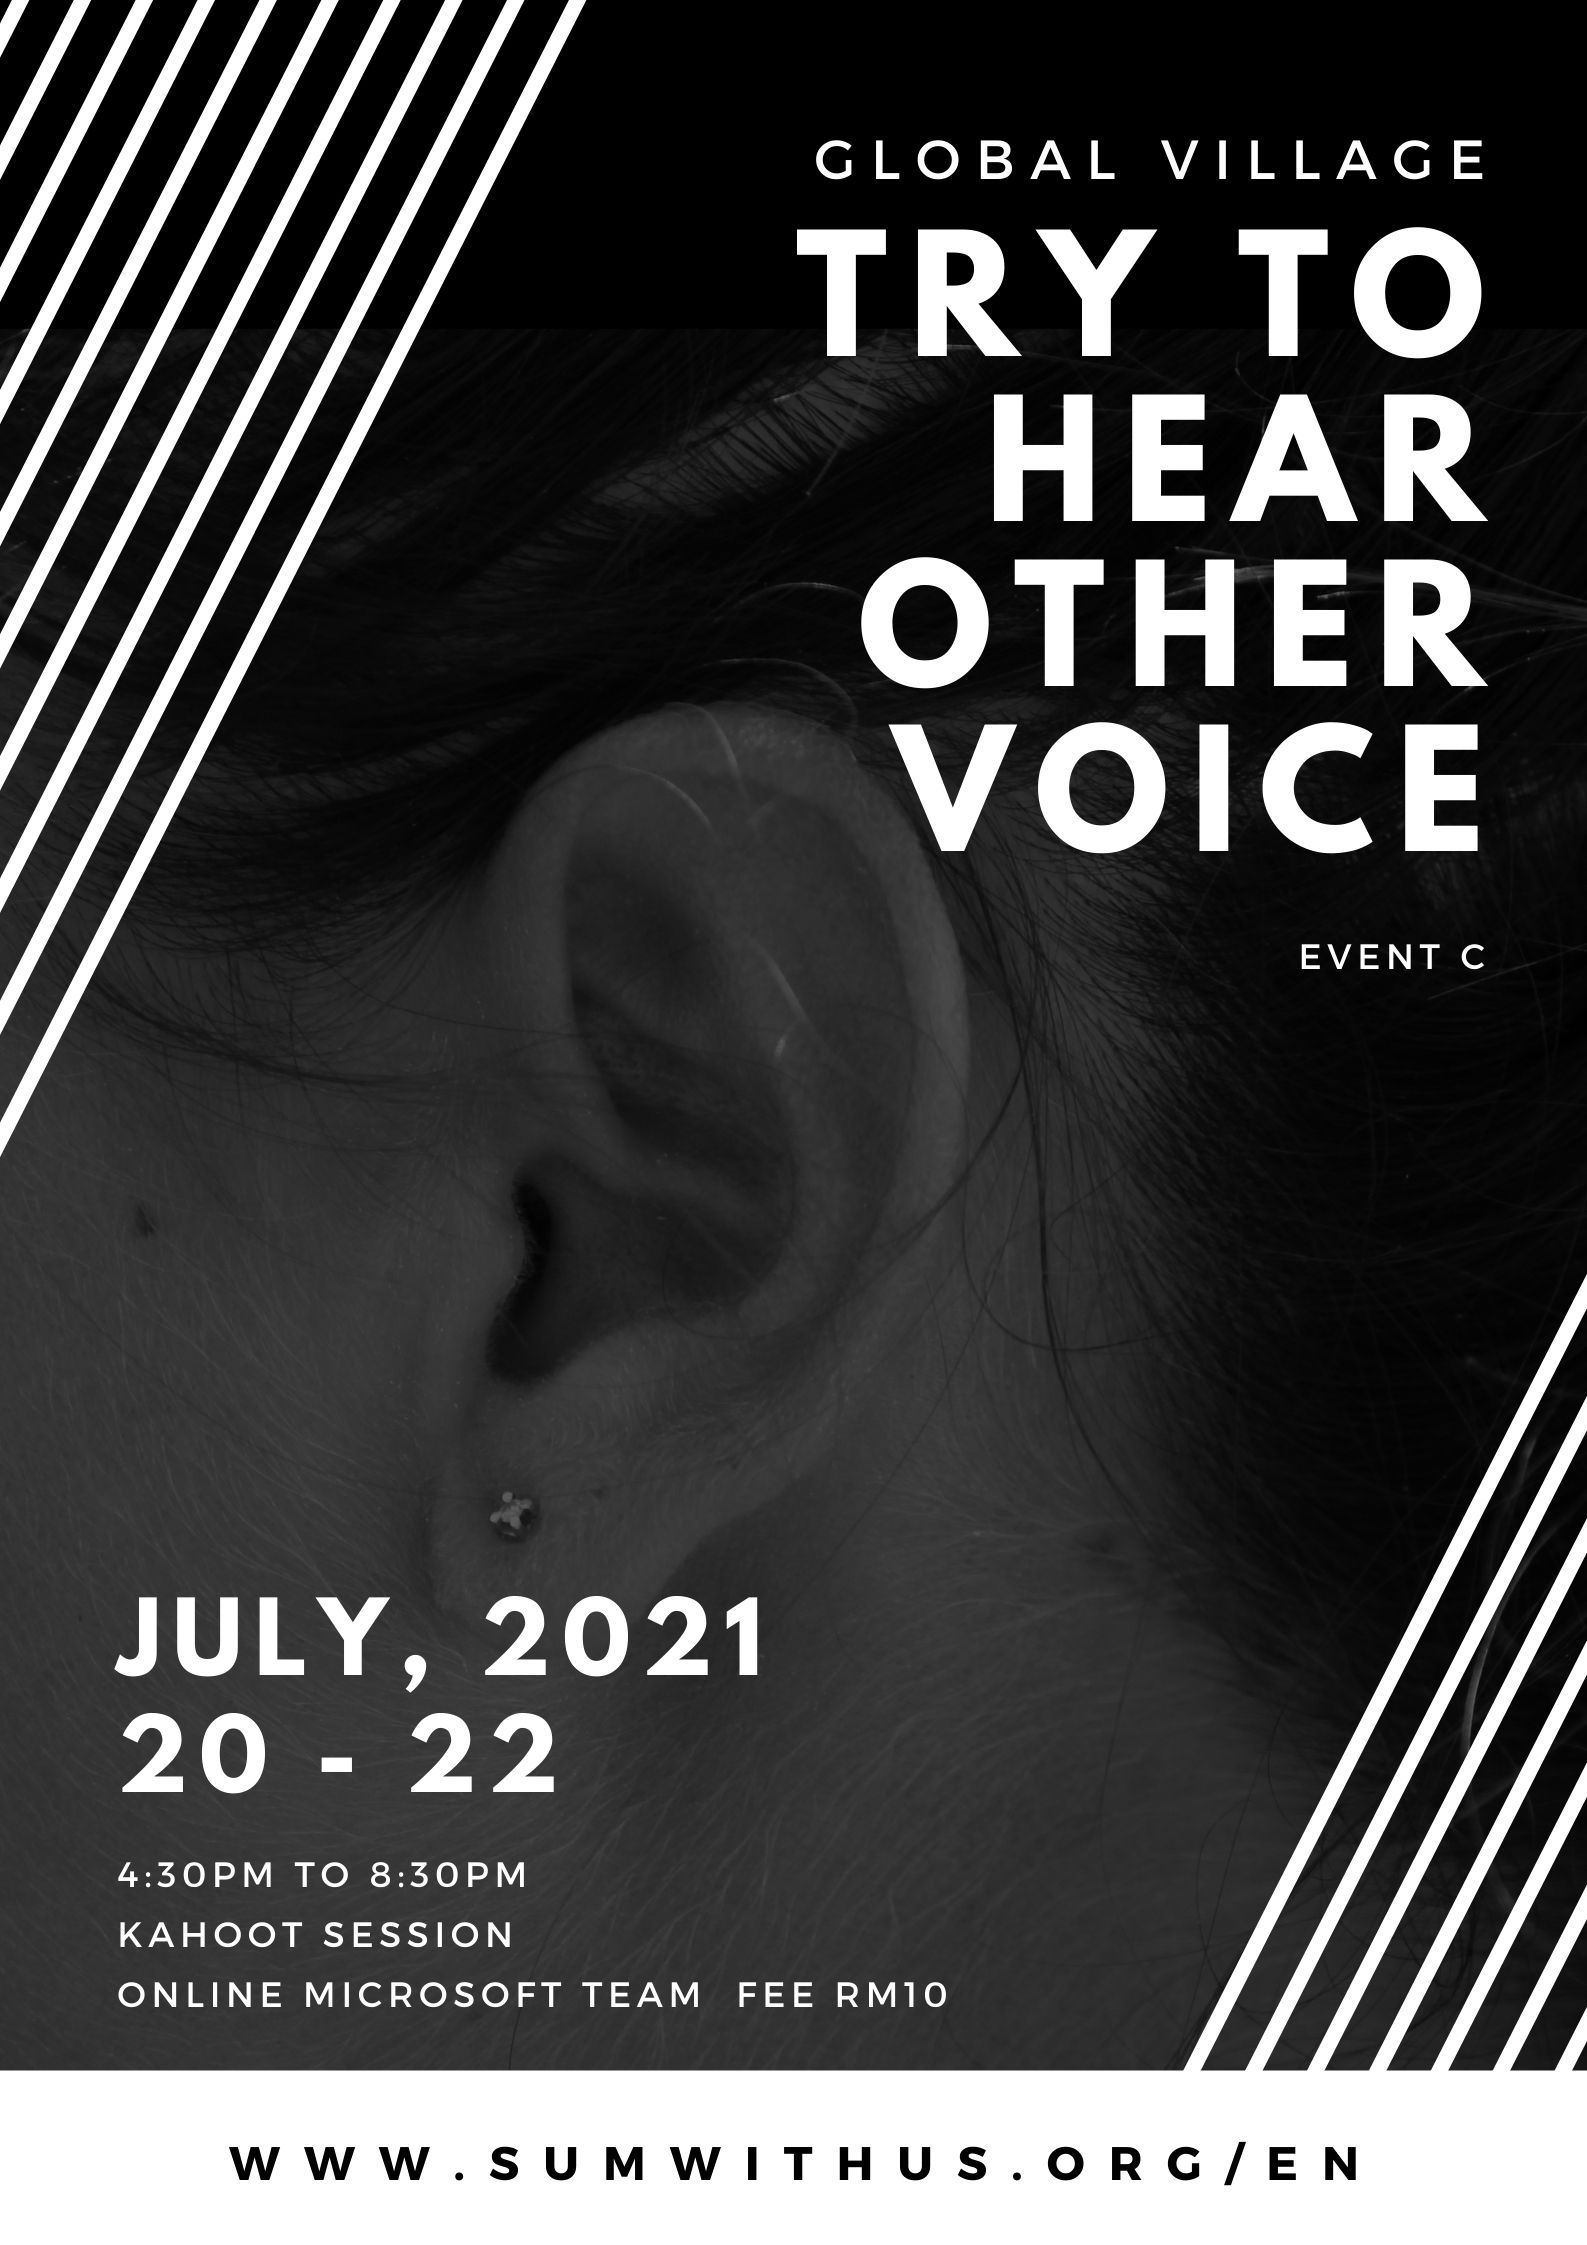 GLOBAL VILLAGE
TRY TO
HEAR
OTHER
VOICE
EVENT C
JULY, 2021
20 - 22
4:30PM TO 8:30PM
KAHOOT SESSION
ONLINE MICROSOFT TEAM  FEE RM10
WWW.SUMWITHUS.ORG/EN